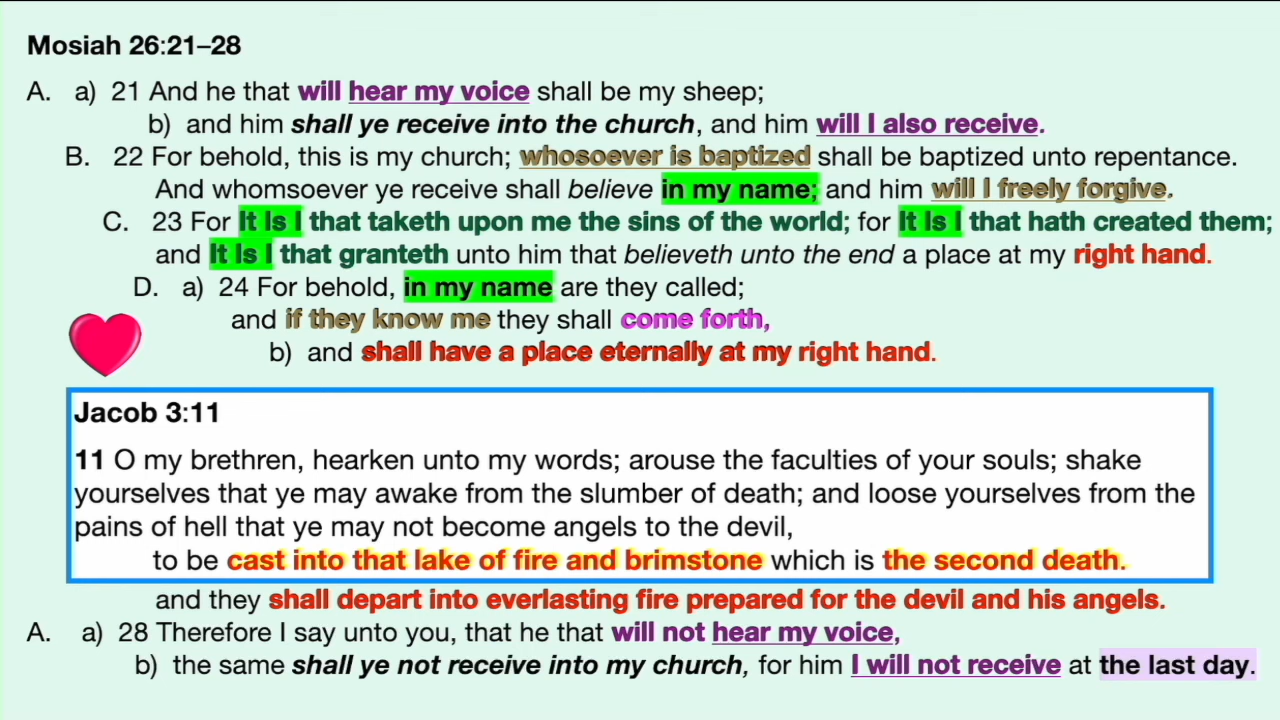 Mosiah 26:21–28
A. a) 21 And he that will hear my voice shall be my sheep;
b) and him shall ye receive into the church, and him will I also receive.
B. 22 For behold, this is my church; whosoever is baptized shall be baptized unto repentance.
And whomsoever ye receive shall believe in my name; and him will I freely forgive.
C. 23 For It Is I that taketh upon me the sins of the world; for It Is I that hath created them;
and It Is I that granteth unto him that believeth unto the end a place at my right hand.
D. a) 24 For behold, in my name are they called;
and if they know me they shall come forth,
b) and shall have a place eternally at my right hand.
Jacob 3:11
11 O my brethren, hearken unto my words; arouse the faculties of your souls; shake
yourselves that ye may awake from the slumber of death; and loose yourselves from the
pains of hell that ye may not become angels to the devil,
to be cast into that lake of fire and brimstone which is the second death.
and they shall depart into everlasting fire prepared for the devil and his angels.
A. a) 28 Therefore I say unto you, that he that will not hear my voice,
b) the same shall ye not receive into my church, for him I will not receive at the last day.